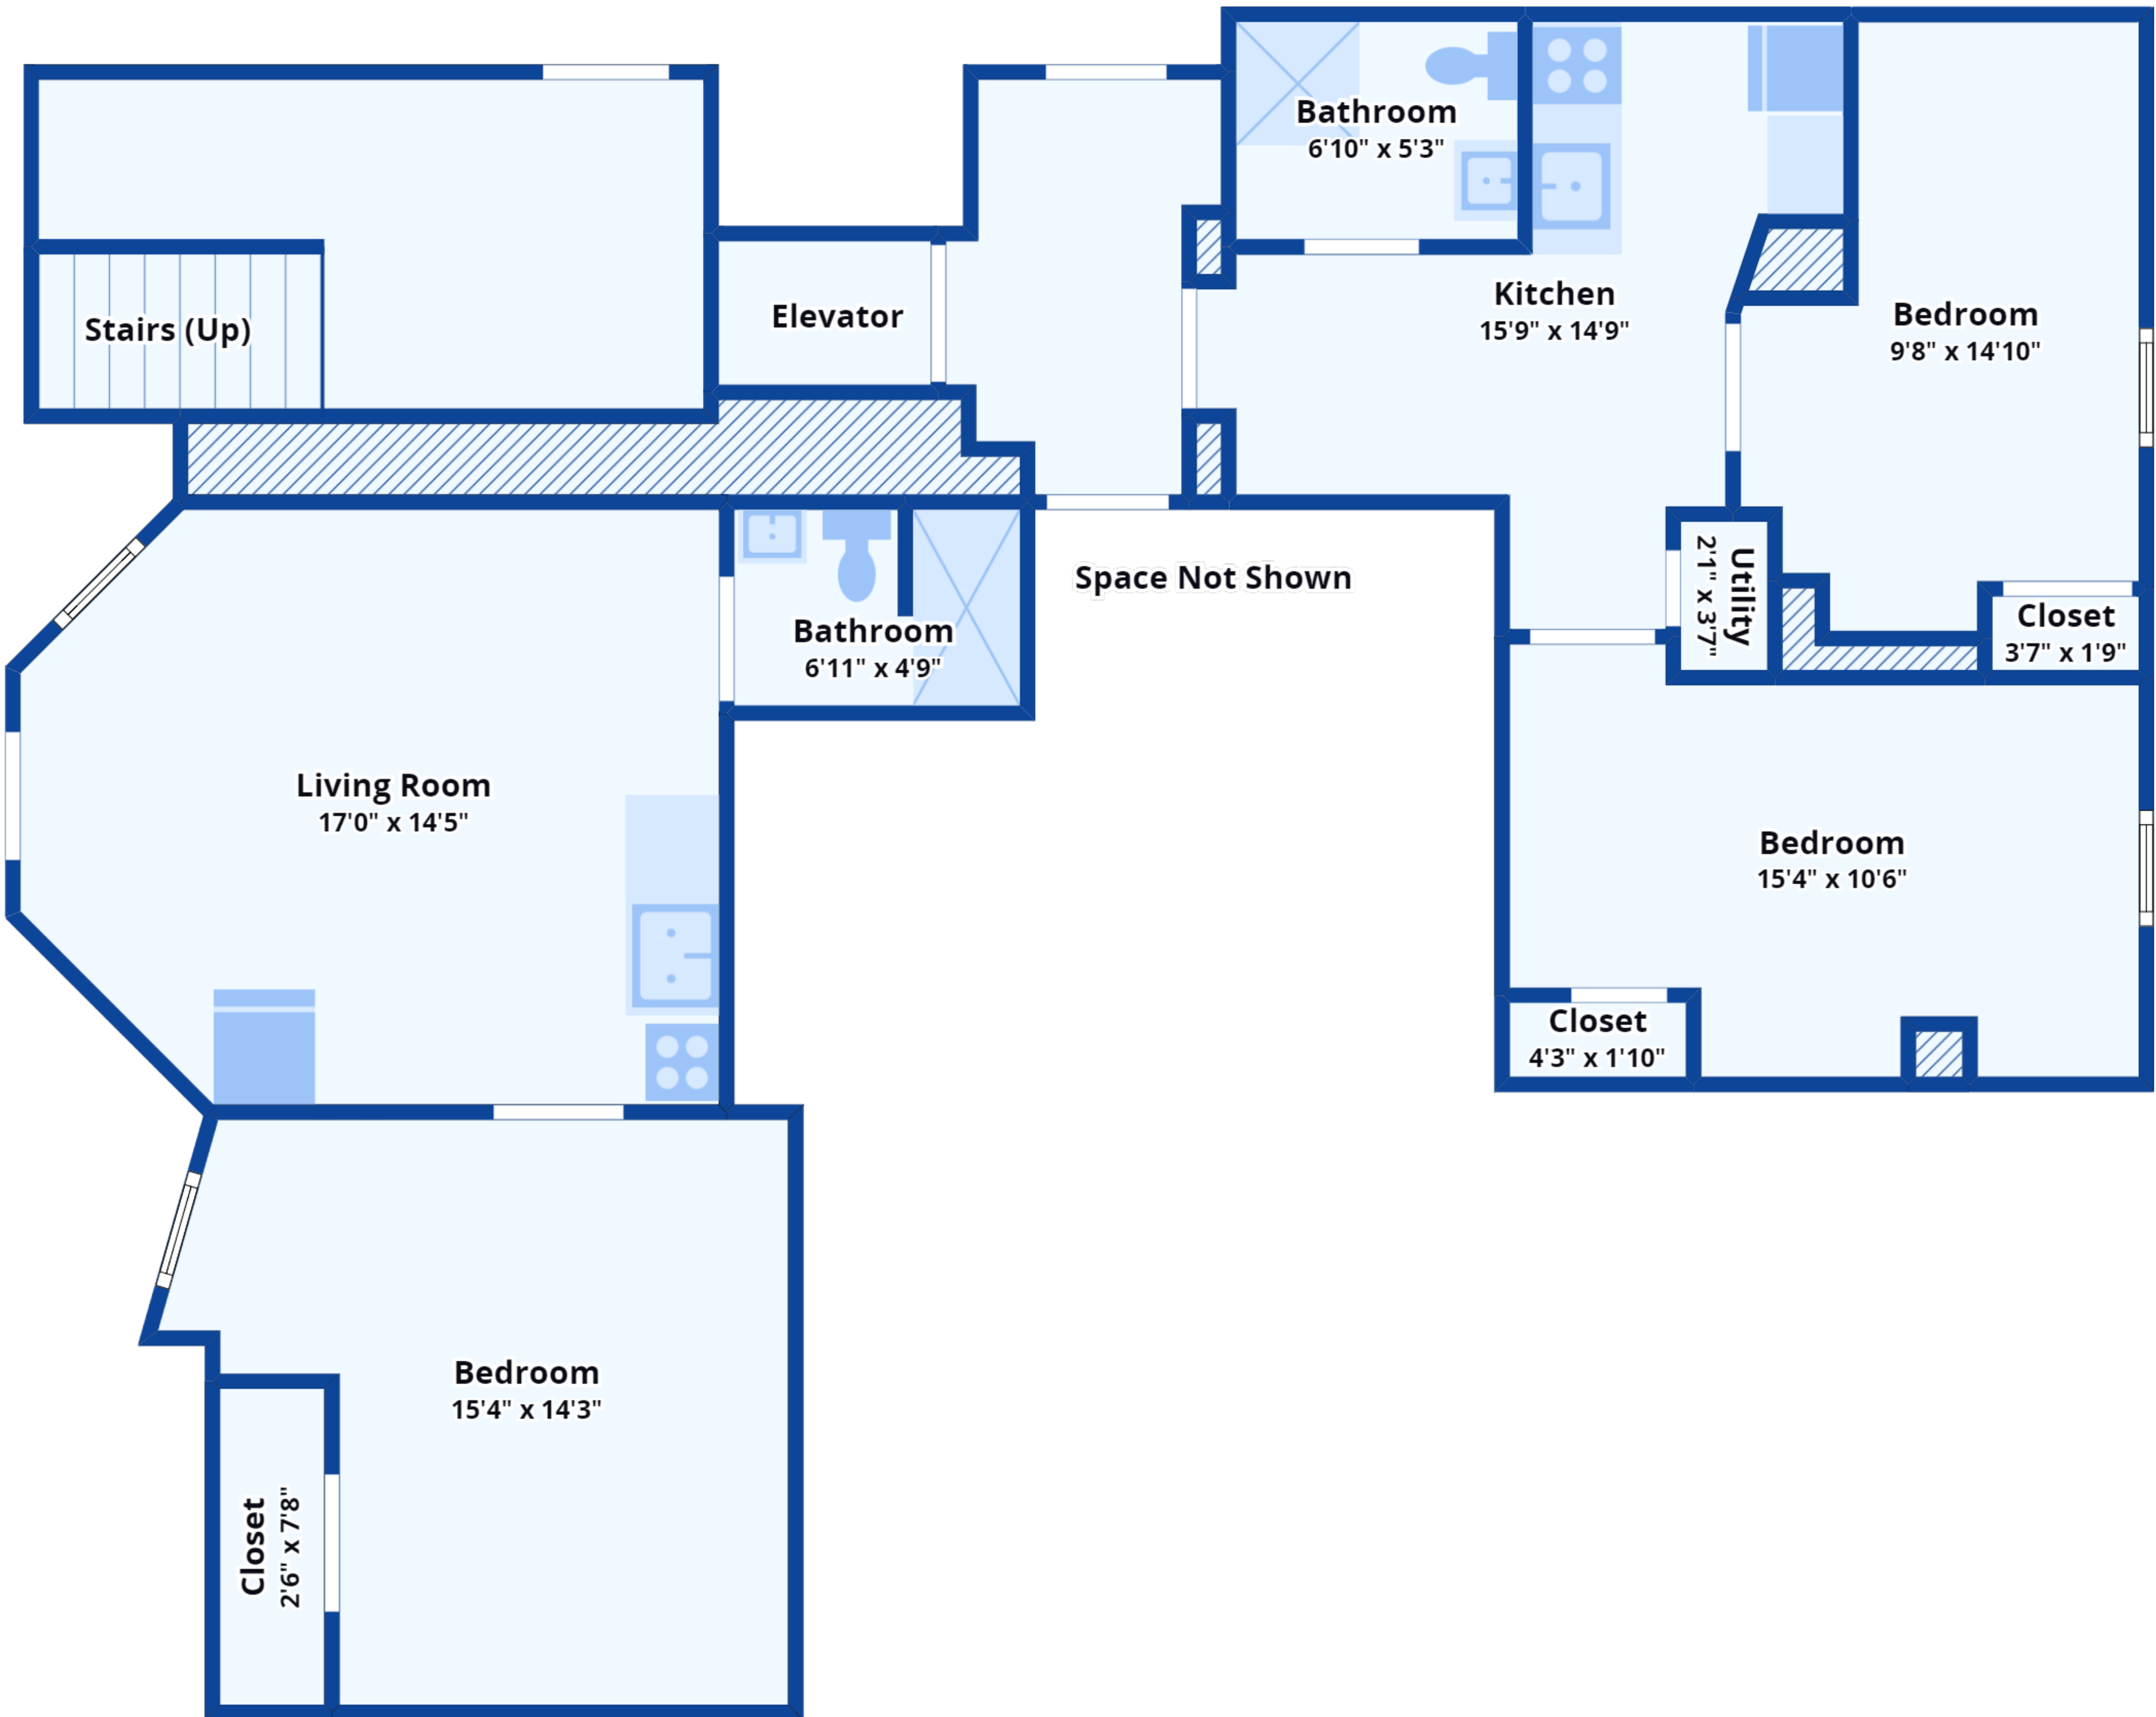 Bathroom
6'10" x 5'3"
Kitchen
15'9" x 14'9"
Bedroom
9'8" x 14'10"
Elevator
Stairs (Up)
Utility
2'1" x 3'7"
Closet
3'7" x 1'9"
Space Not Shown
Bathroom
6'11" x 4'9"
Living Room
17'0" x 14'5"
Bedroom
15'4" x 10'6"
Closet
4'3" x 1'10"
Bedroom
15'4" x 14'3"
Closet
2'6" x 7'8"